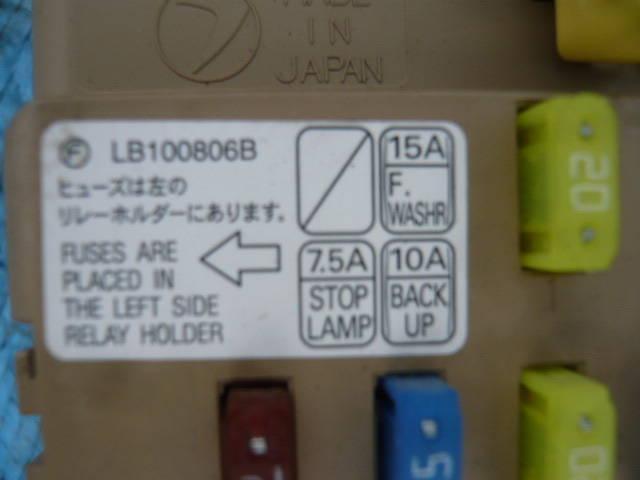 MADE
IN
JAPAN
F LB100806B
ヒューズは左の
リレーホルダーにあります。
FUSES ARE
PLACED IN
THE LEFT SIDE
RELAY HOLDER
15A
F.
WASHR
7.5A
STOP
LAMP
10A
BACK
UP
20